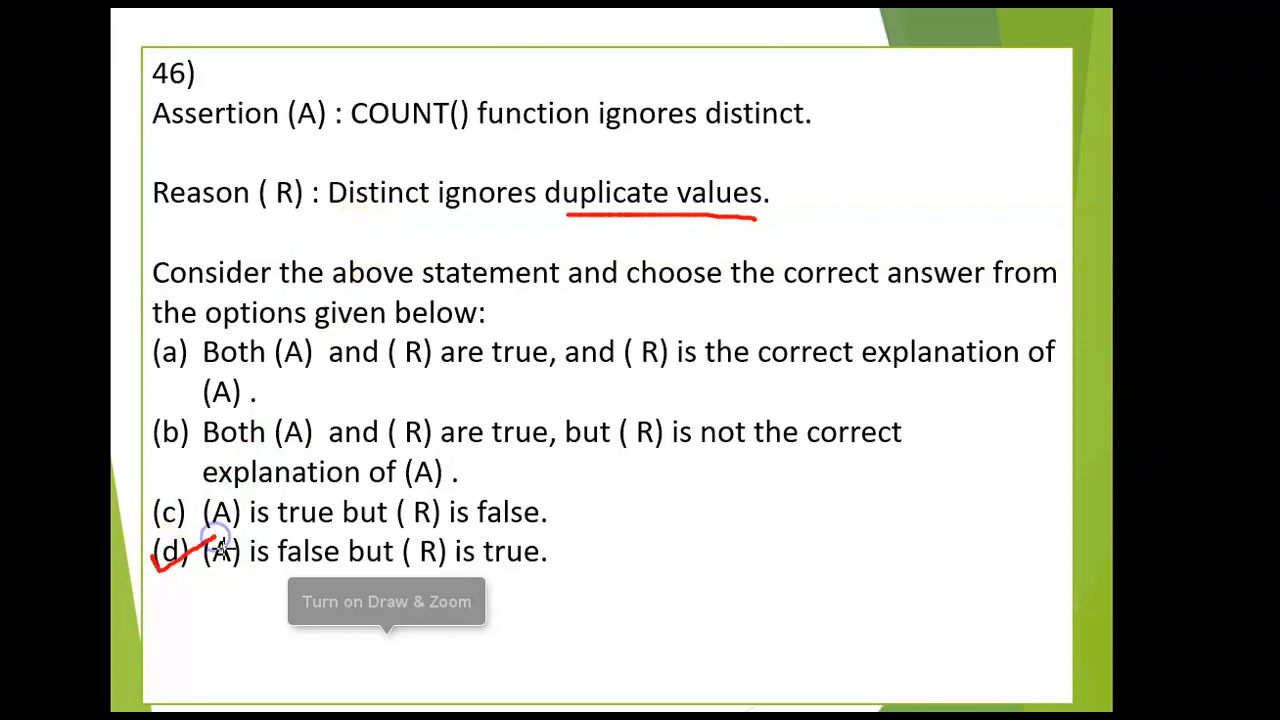 46)
Assertion (A) : COUNT() function ignores distinct.
Reason ( R) : Distinct ignores duplicate values.
Consider the above statement and choose the correct answer from
the options given below:
(a) Both (A) and ( R) are true, and ( R) is the correct explanation of
(A) .
(b) Both (A) and ( R) are true, but ( R) is not the correct
explanation of (A) .
(c) (A) is true but ( R) is false.
(d) (A) is false but ( R) is true.
Turn on Draw & Zoom